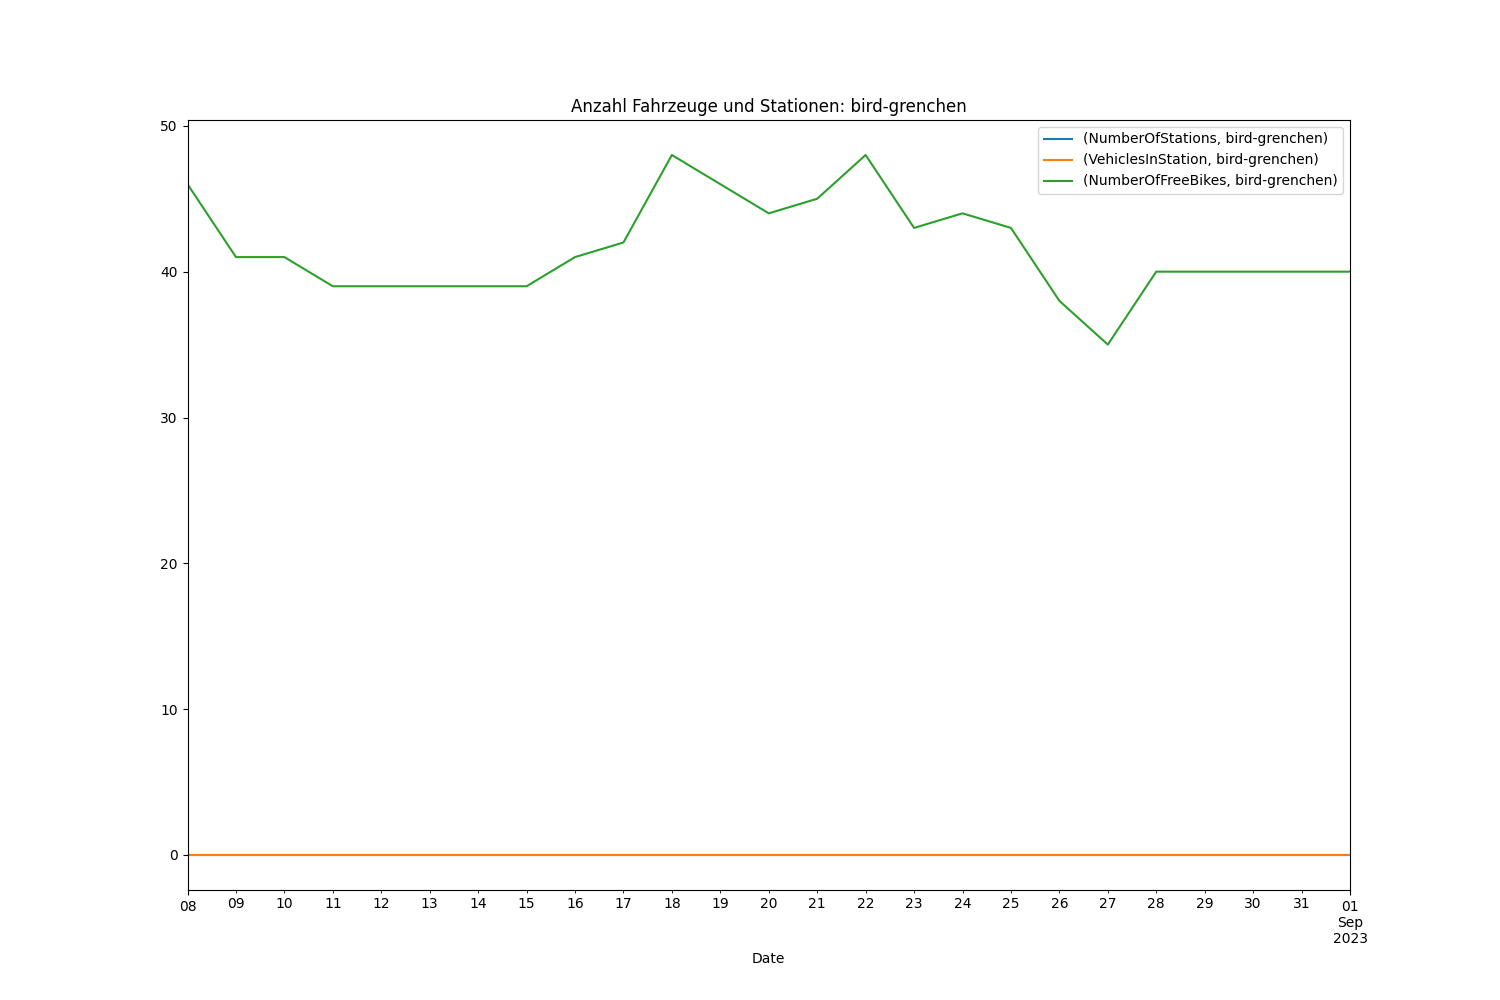 Anzahl Fahrzeuge und Stationen: bird-grenchen
(NumberOfStations, bird-grenchen)
(VehiclesInStation, bird-grenchen)
(NumberOfFreeBikes, bird-grenchen)
50
40
30
20
10
0
08 09 10 11 12 13 14 15 16 17 18 19 20 21 22 23 24 25 26 27 28 29 30 31 01
Sep
2023
Date